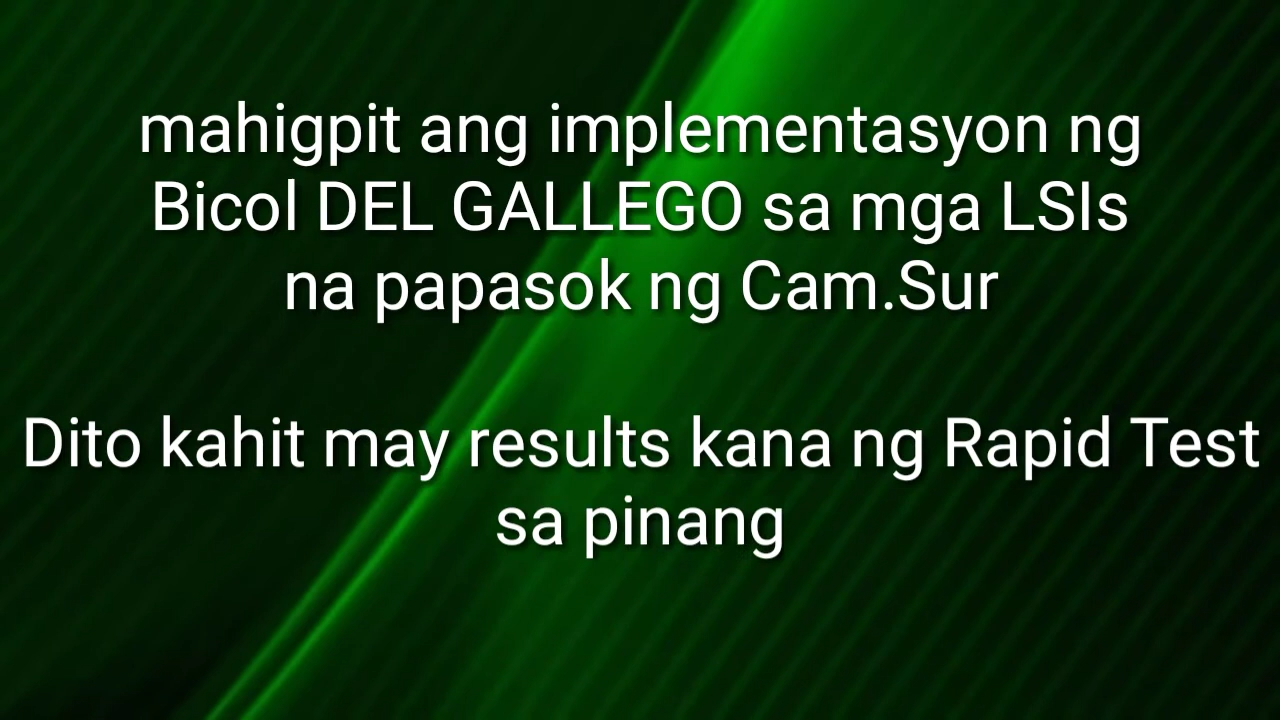 mahigpit ang implementasyon ng
Bicol DEL GALLEGO sa mga LSIs
na papasok ng Cam.Sur
Dito kahit may results kana ng Rapid Test
sa pinang